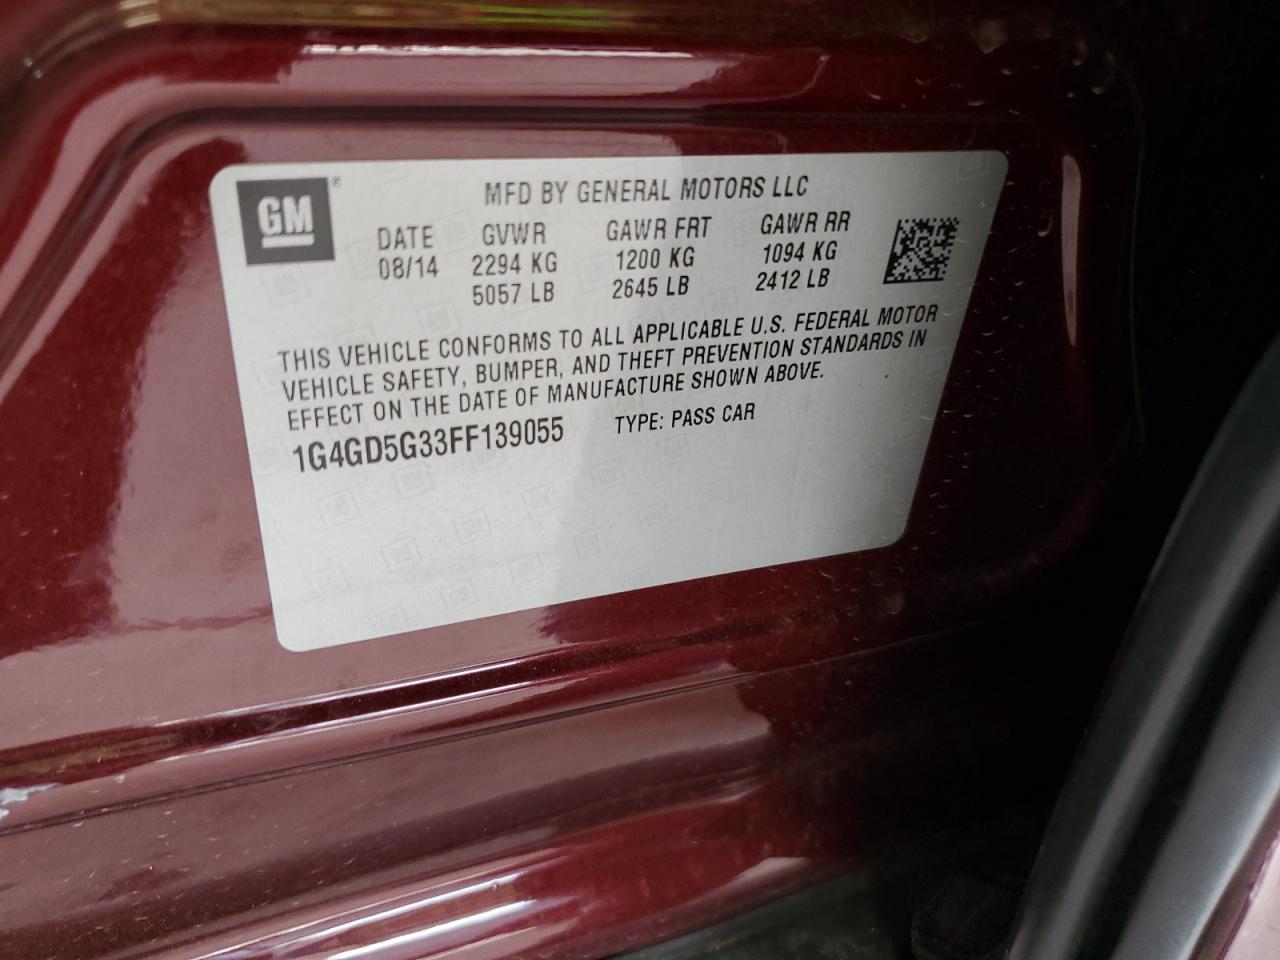 GM ®
MFD BY GENERAL MOTORS LLC
DATE GVWR GAWR FRT GAWR RR
08/14 2294 KG 1200 KG 1094 KG
5057 LB 2645 LB 2412 LB
THIS VEHICLE CONFORMS TO ALL APPLICABLE U.S. FEDERAL MOTOR
VEHICLE SAFETY, BUMPER, AND THEFT PREVENTION STANDARDS IN
EFFECT ON THE DATE OF MANUFACTURE SHOWN ABOVE.
1G4GD5G33FF139055 TYPE: PASS CAR